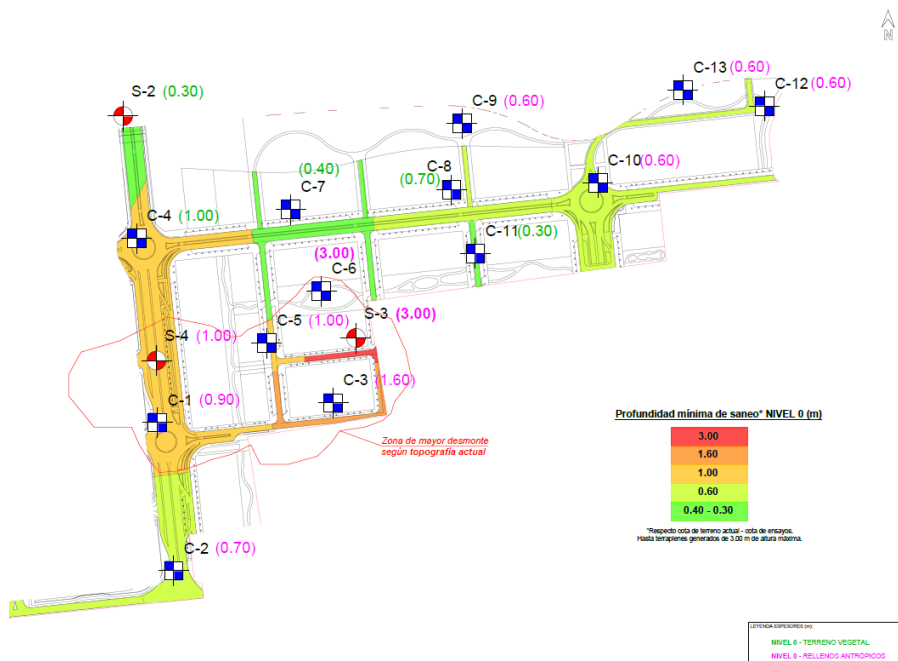 N
C-13 (0.60)
S-2 (0.30)
C-9 (0.60)
C-12 (0.60)
(0.40)
C-8
(0.70)
C-10 (0.60)
C-7
C-4 (1.00)
C-11 (0.30)
(3.00)
C-6
C-5 (1.00)
S-3 (3.00)
S-4 (1.00)
C-3 (1.60)
C-1 (0.90)
Zona de mayor desmonte
según topografía actual
Profundidad mínima de saneo* NIVEL 0 (m)
3.00
1.60
1.00
0.60
0.40 - 0.30
*Respecto cota de terreno actual - cota de ensayos.
Hasta terraplenes generados de 3.00 m de altura máxima.
C-2 (0.70)
LEYENDA ESPESORES (m):
NIVEL 0 - TERRENO VEGETAL
NIVEL 0 - RELLENOS ANTRÓPICOS